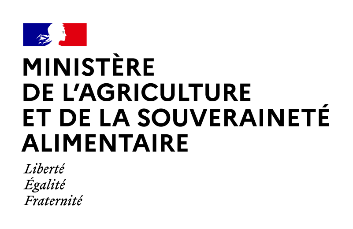 MINISTÈRE
DE L'AGRICULTURE
ET DE LA SOUVERAINETÉ
ALIMENTAIRE
Liberté
Égalité
Fraternité